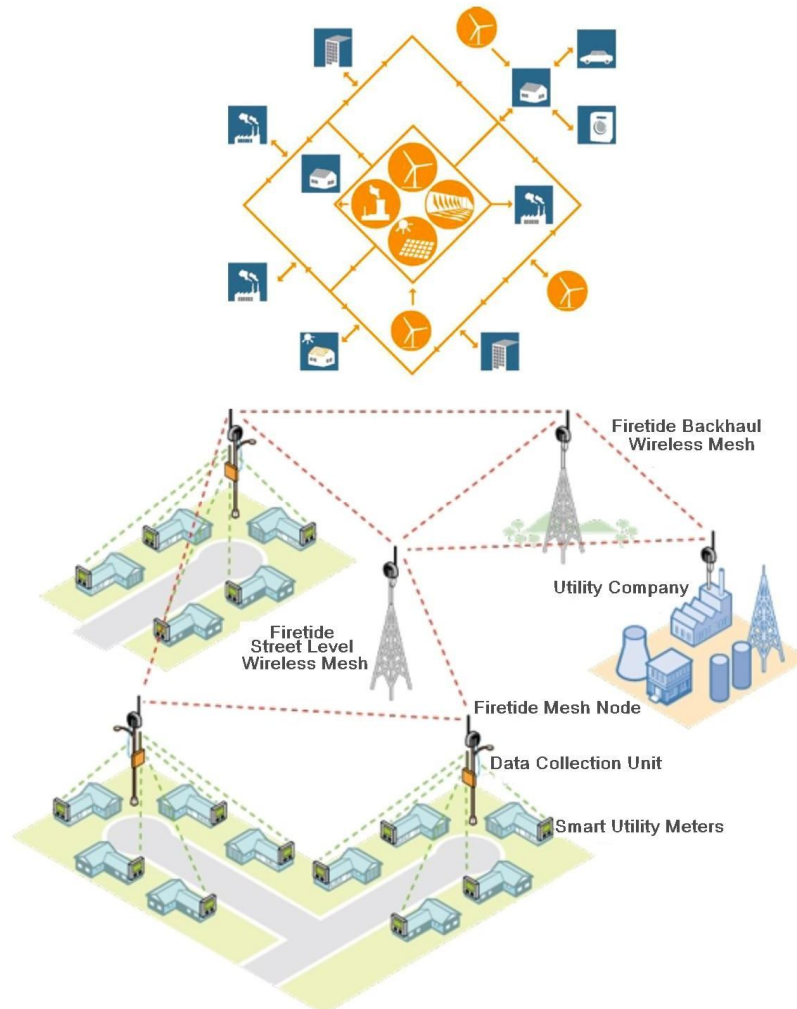 Firetide Backhaul
Wireless Mesh
Utility Company
Firetide
Street Level
Wireless Mesh
Firetide Mesh Node
Data Collection Unit
Smart Utility Meters